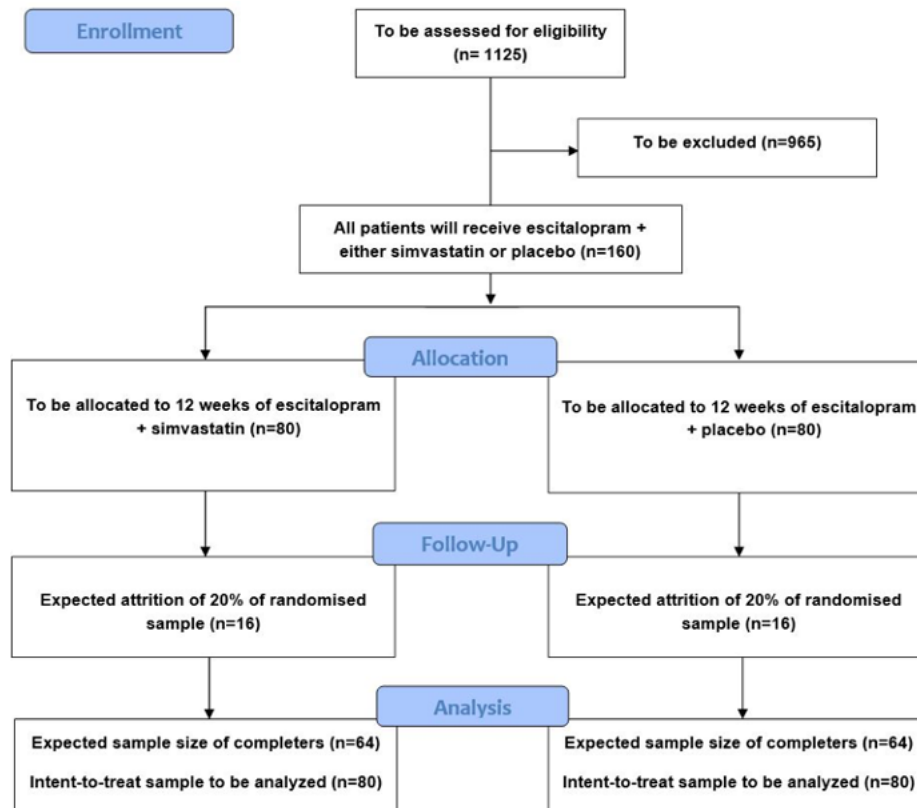 Enrollment
To be assessed for eligibility
(n= 1125)
To be excluded (n=965)
All patients will receive escitalopram +
either simvastatin or placebo (n=160)
Allocation
To be allocated to 12 weeks of escitalopram
+ simvastatin (n=80)
To be allocated to 12 weeks of escitalopram
+ placebo (n=80)
Follow-Up
Expected attrition of 20% of randomised
sample (n=16)
Expected attrition of 20% of randomised
sample (n=16)
Analysis
Expected sample size of completers (n=64)
Intent-to-treat sample to be analyzed (n=80)
Expected sample size of completers (n=64)
Intent-to-treat sample to be analyzed (n=80)